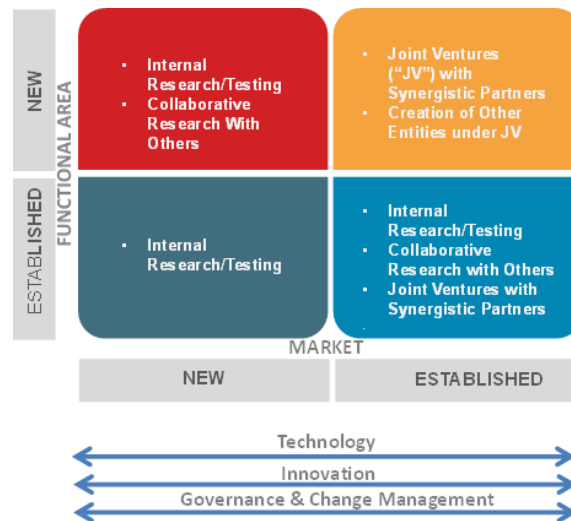 NEW
FUNCTIONAL AREA
ESTABLISHED
· Internal
Research/Testing
· Collaborative
Research With
Others
· Joint Ventures
("JV") with
Synergistic Partners
· Creation of Other
Entities under JV
· Internal
Research/Testing
· Internal
Research/Testing
· Collaborative
Research with Others
· Joint Ventures with
Synergistic Partners
·
MARKET
NEW
ESTABLISHED
Technology
Innovation
Governance & Change Management